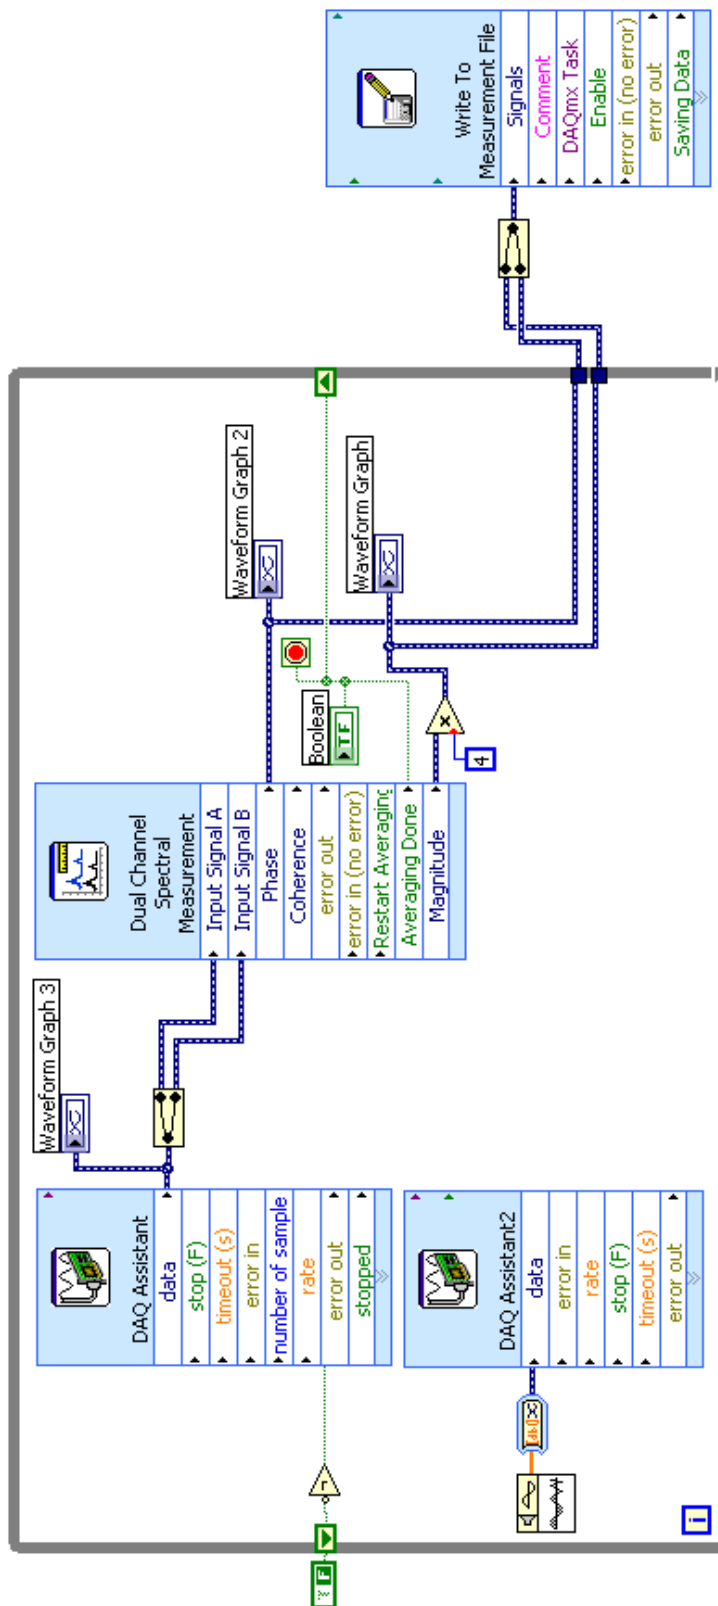 Waveform Graph 3
DAQ Assistant
data
stop (F)
timeout (s)
error in
number of sample
rate
error out
stopped
DAQ Assistant2
data
error in
rate
stop (F)
timeout (s)
error out
F
i
Dual Channel
Spectral
Measurement
Input Signal A
Input Signal B
Phase
Coherence
error out
error in (no error)
Restart Averaging
Averaging Done
Magnitude
Boolean
TF
x
4
Waveform Graph 2
Waveform Graph
Write To
Measurement File
Signals
Comment
DAQmx Task
Enable
error in (no error)
error out
Saving Data